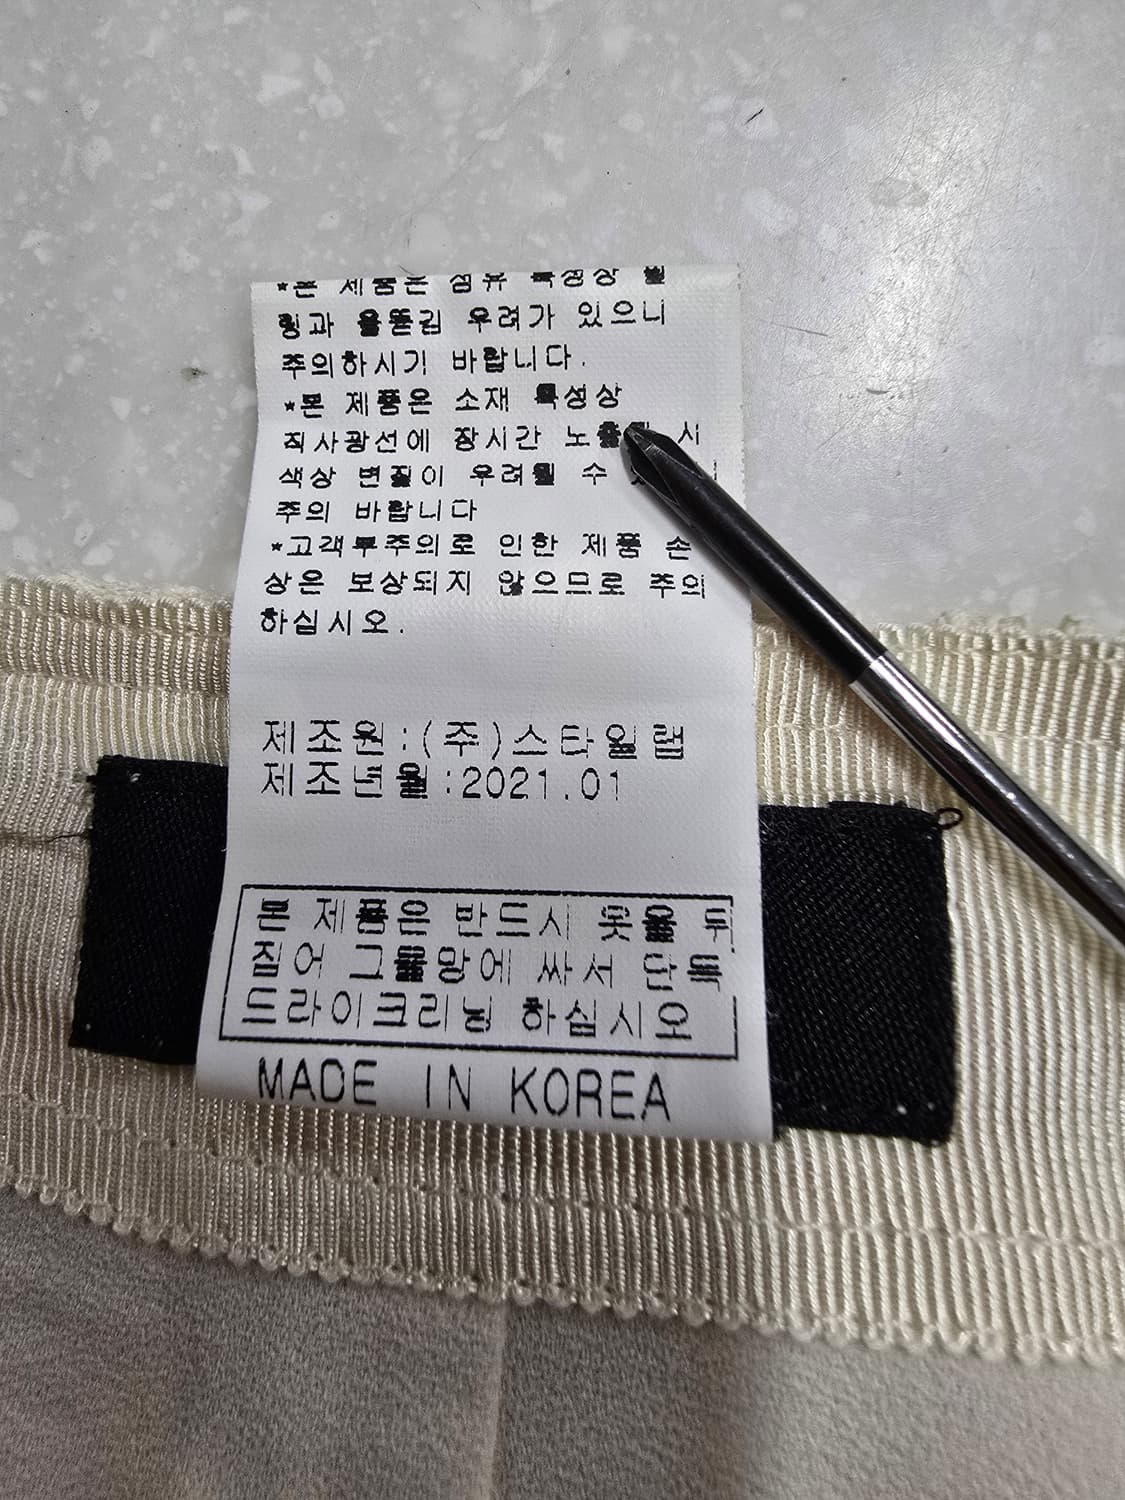 *본 제품은 섬유 특성상 필
링과 올뜯김 우려가 있으니
주의하시기 바랍니다.
*본 제품은 소재 특성상
직사광선에 장시간 시
색상 변질이 우려될 수
주의 바랍니다
*고객부주의로 인한 제품 손
상은 보상되지 않으므로 주의
하십시오.
제조원:(주)스타일랩
제조년월:2021.01
본 제품은 반드시 옷을 뒤
집어 그물망에 싸서 단독
드라이크리닝 하십시오
MADE IN KOREA